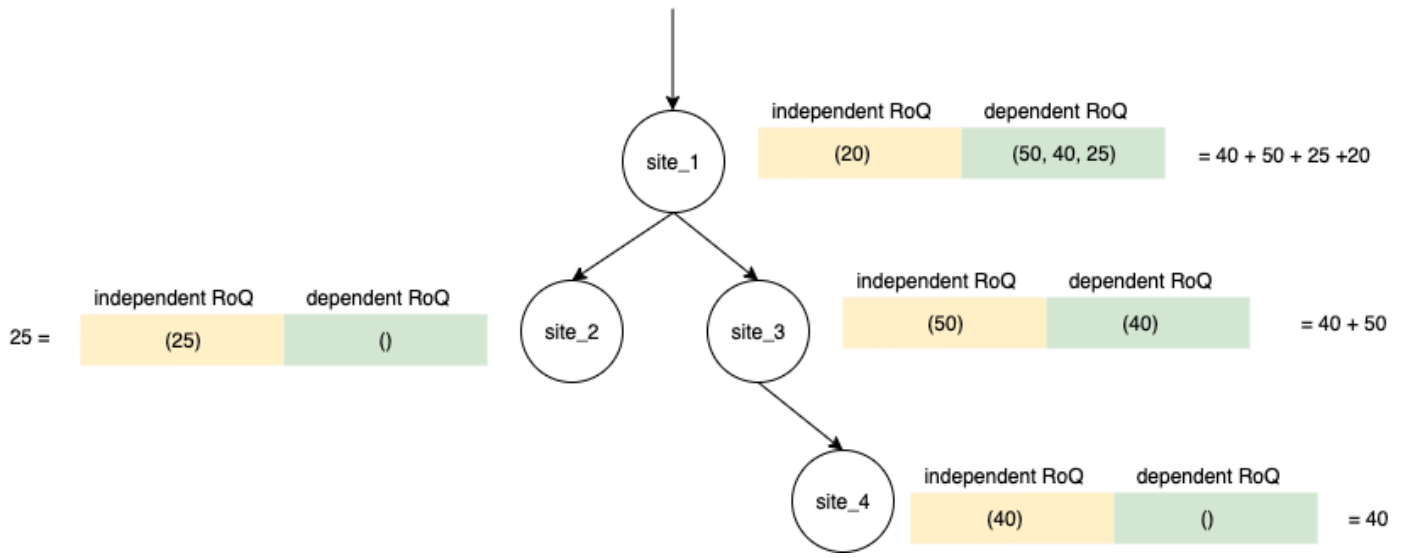 independent RoQ dependent RoQ
site_1 (20) (50, 40, 25) = 40 + 50 + 25 +20
independent RoQ dependent RoQ
25 = (25) () site_2
independent RoQ dependent RoQ
site_3 (50) (40) = 40 + 50
independent RoQ dependent RoQ
site_4 (40) () = 40